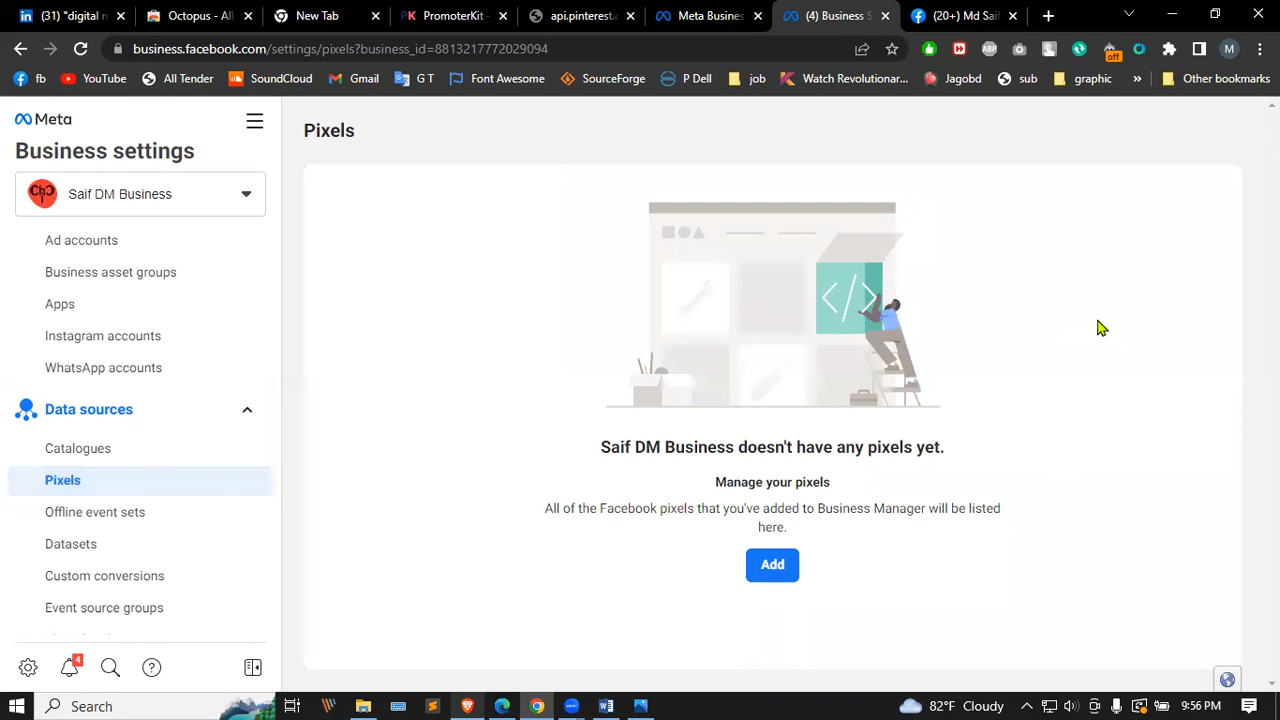 (31) "digital m
Octopus - All
New Tab
PromoterKit -
api.pinterest.c
Meta Busines
(4) Business S
(20+) Md Saif
business.facebook.com/settings/pixels?business_id=8813217772029094
off
M
fb
YouTube
All Tender
SoundCloud
Gmail
G T
Font Awesome
SourceForge
P Dell
job
Watch Revolutionar...
Jagobd
sub
graphic
»
Other bookmarks
Meta
Business settings
ChC
Saif DM Business
Ad accounts
Business asset groups
Apps
Instagram accounts
WhatsApp accounts
Data sources
Catalogues
Pixels
Offline event sets
Datasets
Custom conversions
Event source groups
4
Pixels
Saif DM Business doesn't have any pixels yet.
Manage your pixels
All of the Facebook pixels that you've added to Business Manager will be listed
here.
Add
Search
82°F Cloudy
9:56 PM